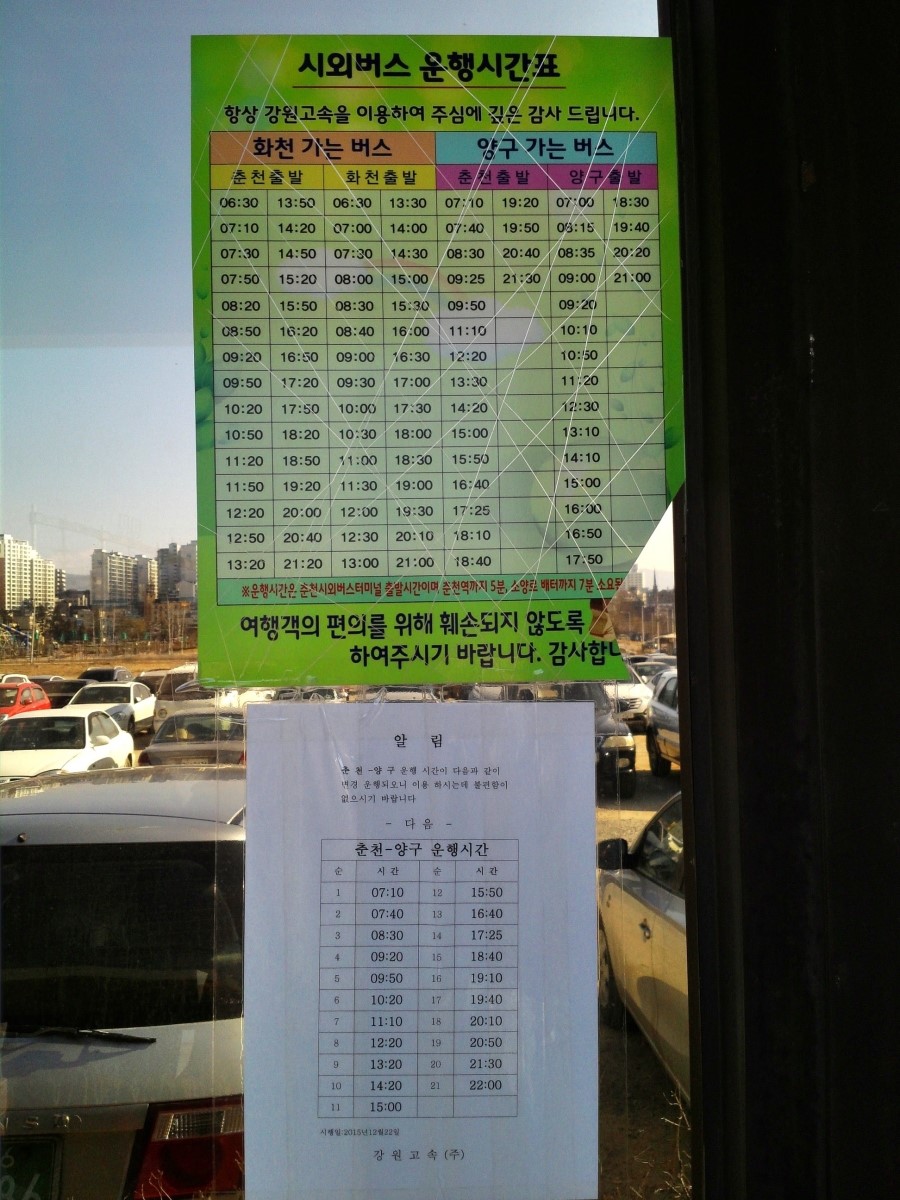 시외버스 운행시간표
항상 강원고속을 이용하여 주심에 깊은 감사 드립니다.
화천 가는 버스 양구 가는 버스
춘천출발 화천출발 춘천출발 양구출발
06:30 13:50 06:30 13:30 07:10 19:20 07:00 18:30
07:10 14:20 07:00 14:00 07:40 19:50 08:15 19:40
07:30 14:50 07:30 14:30 08:30 20:40 08:35 20:20
07:50 15:20 08:00 15:00 09:25 21:30 09:00 21:00
08:20 15:50 08:30 15:30 09:50 09:20
08:50 16:20 08:40 16:00 11:10 10:10
09:20 16:50 09:00 16:30 12:20 10:50
09:50 17:20 09:30 17:00 13:30 11:20
10:20 17:50 10:00 17:30 14:20 12:30
10:50 18:20 10:30 18:00 15:00 13:10
11:20 18:50 11:00 18:30 15:50 14:10
11:50 19:20 11:30 19:00 16:40 15:00
12:20 20:00 12:00 19:30 17:25 16:00
12:50 20:40 12:30 20:10 18:10 16:50
13:20 21:20 13:00 21:00 18:40 17:50
※운행시간은 춘천시외버스터미널 출발시간이며 춘천역까지 5분, 소양로 배터까지 7분 소요됩
여행객의 편의를 위해 훼손되지 않도록
하여주시기 바랍니다. 감사합니
알 림
춘천-양구 운행 시간이 다음과 같이
변경 운행되오니 이용 하시는데 불편함이
없으시기 바랍니다
- 다 음 -
춘천-양구 운행시간
순 시 간 순 시 간
1 07:10 12 15:50
2 07:40 13 16:40
3 08:30 14 17:25
4 09:20 15 18:40
5 09:50 16 19:10
6 10:20 17 19:40
7 11:10 18 20:10
8 12:20 19 20:50
9 13:20 20 21:30
10 14:20 21 22:00
11 15:00
시행일:2015년12월22일
강 원 고 속 (주)